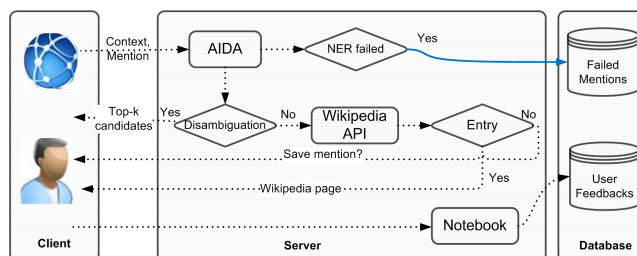 Context,
Mention
AIDA
NER failed
Yes
Failed
Mentions
Top-k
candidates
Yes
Disambiguation
No
Wikipedia
API
Entry
No
Save mention?
Yes
Wikipedia page
User
Feedbacks
Notebook
Client
Server
Database